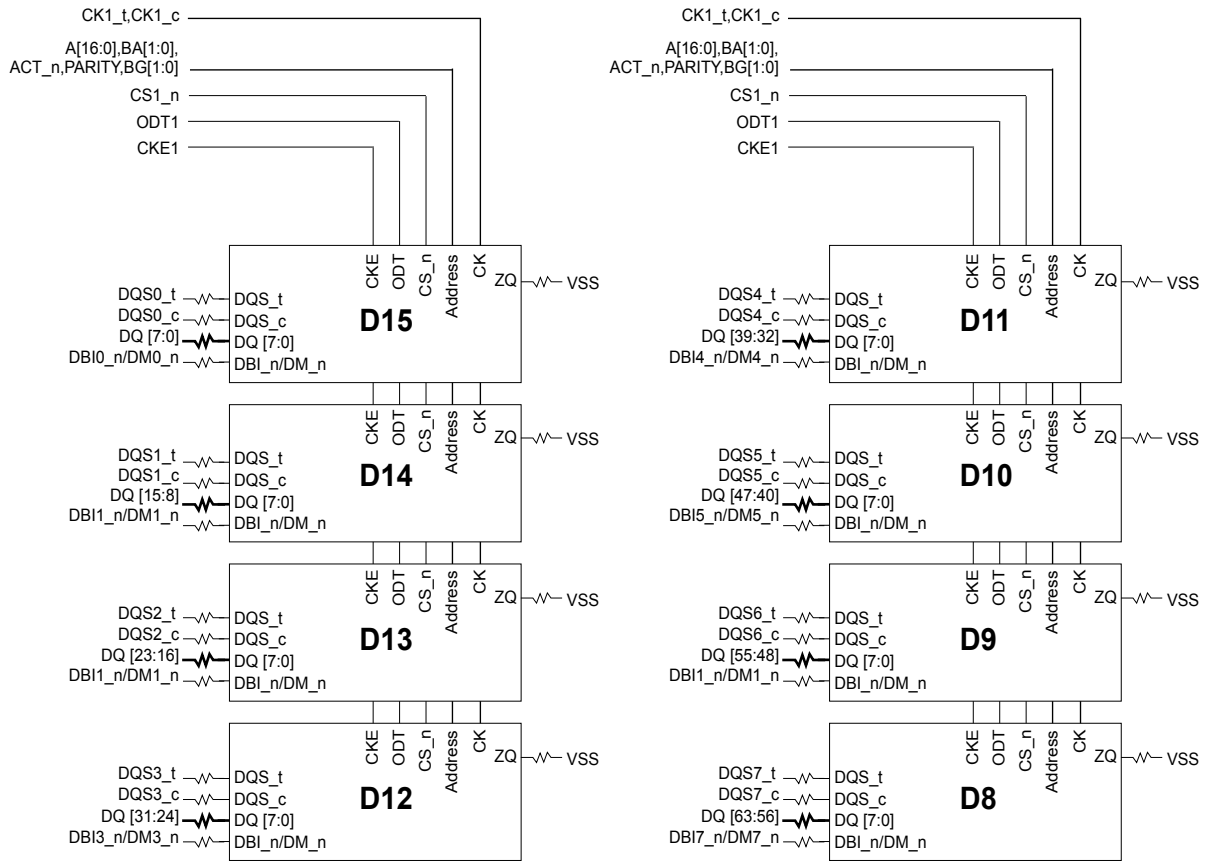 CK1_t,CK1_c
A[16:0],BA[1:0],
ACT_n,PARITY,BG[1:0]
CS1_n
ODT1
CKE1
CKE
ODT
CS_n
Address
CK
ZQ
VSS
DQS0_t
DQS0_c
DQ [7:0]
DBI0_n/DM0_n
DQS_t
DQS_c
DQ [7:0]
DBI_n/DM_n
D15
CKE
ODT
CS_n
Address
CK
ZQ
VSS
DQS1_t
DQS1_c
DQ [15:8]
DBI1_n/DM1_n
DQS_t
DQS_c
DQ [7:0]
DBI_n/DM_n
D14
CKE
ODT
CS_n
Address
CK
ZQ
VSS
DQS2_t
DQS2_c
DQ [23:16]
DBI1_n/DM1_n
DQS_t
DQS_c
DQ [7:0]
DBI_n/DM_n
D13
CKE
ODT
CS_n
Address
CK
ZQ
VSS
DQS3_t
DQS3_c
DQ [31:24]
DBI3_n/DM3_n
DQS_t
DQS_c
DQ [7:0]
DBI_n/DM_n
D12
CK1_t,CK1_c
A[16:0],BA[1:0],
ACT_n,PARITY,BG[1:0]
CS1_n
ODT1
CKE1
CKE
ODT
CS_n
Address
CK
ZQ
VSS
DQS4_t
DQS4_c
DQ [39:32]
DBI4_n/DM4_n
DQS_t
DQS_c
DQ [7:0]
DBI_n/DM_n
D11
CKE
ODT
CS_n
Address
CK
ZQ
VSS
DQS5_t
DQS5_c
DQ [47:40]
DBI5_n/DM5_n
DQS_t
DQS_c
DQ [7:0]
DBI_n/DM_n
D10
CKE
ODT
CS_n
Address
CK
ZQ
VSS
DQS6_t
DQS6_c
DQ [55:48]
DBI1_n/DM1_n
DQS_t
DQS_c
DQ [7:0]
DBI_n/DM_n
D9
CKE
ODT
CS_n
Address
CK
ZQ
VSS
DQS7_t
DQS7_c
DQ [63:56]
DBI7_n/DM7_n
DQS_t
DQS_c
DQ [7:0]
DBI_n/DM_n
D8